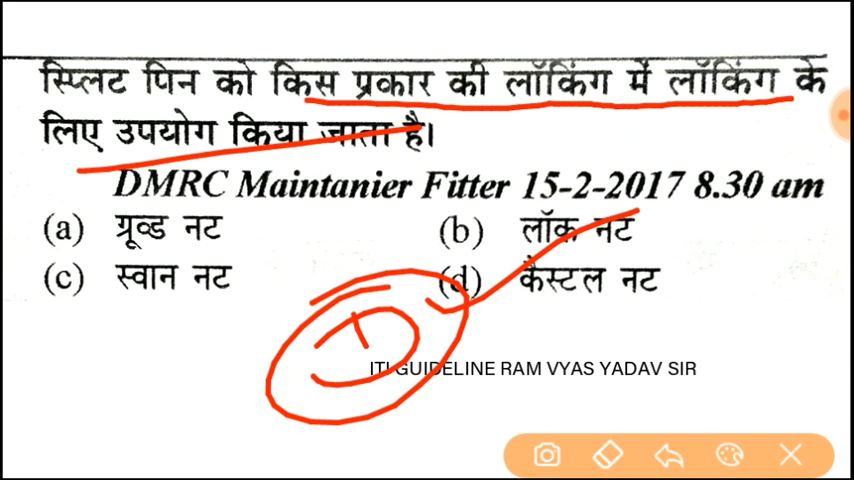 स्प्लिट पिन को किस प्रकार की लॉकिंग में लॉकिंग के
लिए उपयोग किया जाता है।
DMRC Maintanier Fitter 15-2-2017 8.30 am
(a) ग्रूव्ड नट (b) लॉक नट
(c) स्वान नट (d) कैस्टल नट
ITI GUIDELINE RAM VYAS YADAV SIR